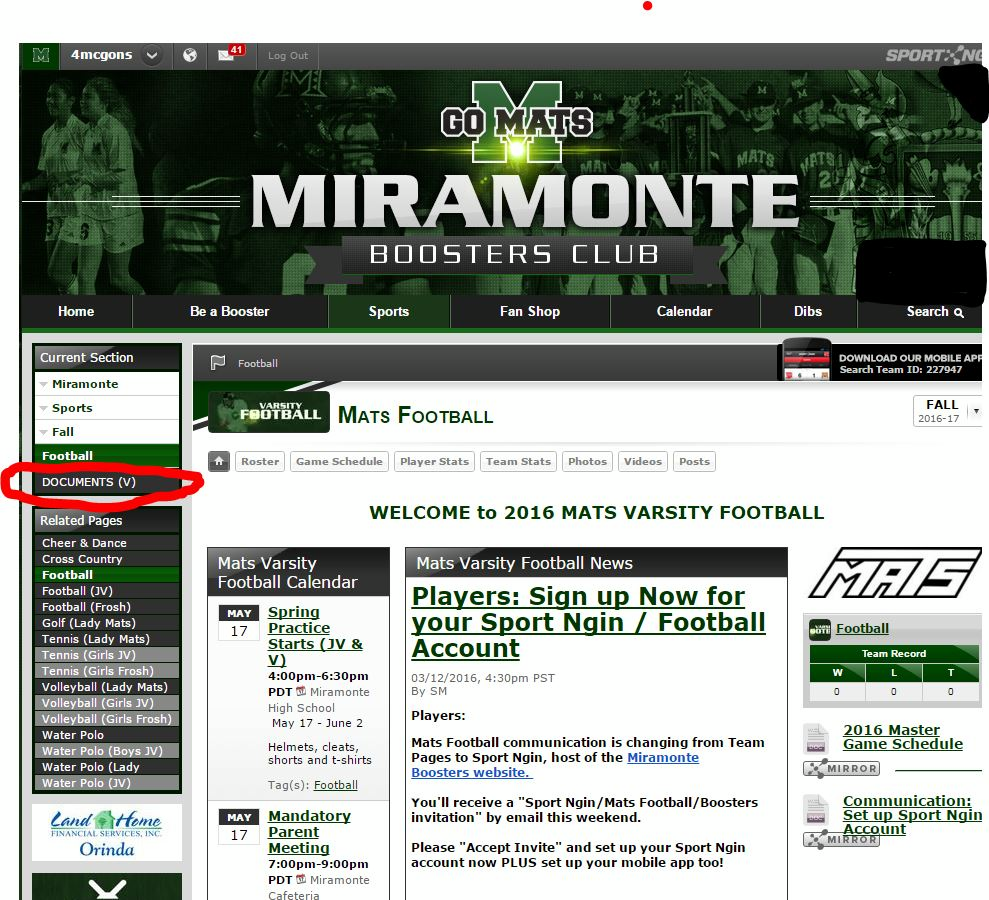 4mcgons
41
Log Out
SPORT NG
M
GO MATS
MATS
MATS
2
MIRAMONTE
BOOSTERS CLUB
Home
Be a Booster
Sports
Fan Shop
Calendar
Dibs
Search
Current Section
Miramonte
Sports
Fall
Football
DOCUMENTS (V)
Related Pages
Cheer & Dance
Cross Country
Football
Football (JV)
Football (Frosh)
Golf (Lady Mats)
Tennis (Lady Mats)
Tennis (Girls JV)
Tennis (Girls Frosh)
Volleyball (Lady Mats)
Volleyball (Girls JV)
Volleyball (Girls Frosh)
Water Polo
Water Polo (Boys JV)
Water Polo (Lady
Water Polo (JV)
Land Home
FINANCIAL SERVICES, INC.
Orinda
Football
DOWNLOAD OUR MOBILE APP
Search Team ID: 227947
VARSITY
FOOTBALL
MATS FOOTBALL
FALL
2016-17
Roster
Game Schedule
Player Stats
Team Stats
Photos
Videos
Posts
WELCOME to 2016 MATS VARSITY FOOTBALL
Mats Varsity
Football Calendar
MAY
17
Spring
Practice
Starts (JV &
V)
4:00pm-6:30pm
PDT Miramonte
High School
May 17 - June 2
Helmets, cleats,
shorts and t-shirts
Tag(s): Football
MAY
17
Mandatory
Parent
Meeting
7:00pm-9:00pm
PDT Miramonte
Cafeteria
Mats Varsity Football News
Players: Sign up Now for
your Sport Ngin / Football
Account
03/12/2016, 4:30pm PST
By SM
Players:
Mats Football communication is changing from Team
Pages to Sport Ngin, host of the Miramonte
Boosters website.
You'll receive a "Sport Ngin/Mats Football/Boosters
invitation" by email this weekend.
Please "Accept Invite" and set up your Sport Ngin
account now PLUS set up your mobile app too!
MATS
Football
Team Record
W L T
0 0 0
DOC
2016 Master
Game Schedule
MIRROR
DOC
Communication:
Set up Sport Ngin
Account
MIRROR